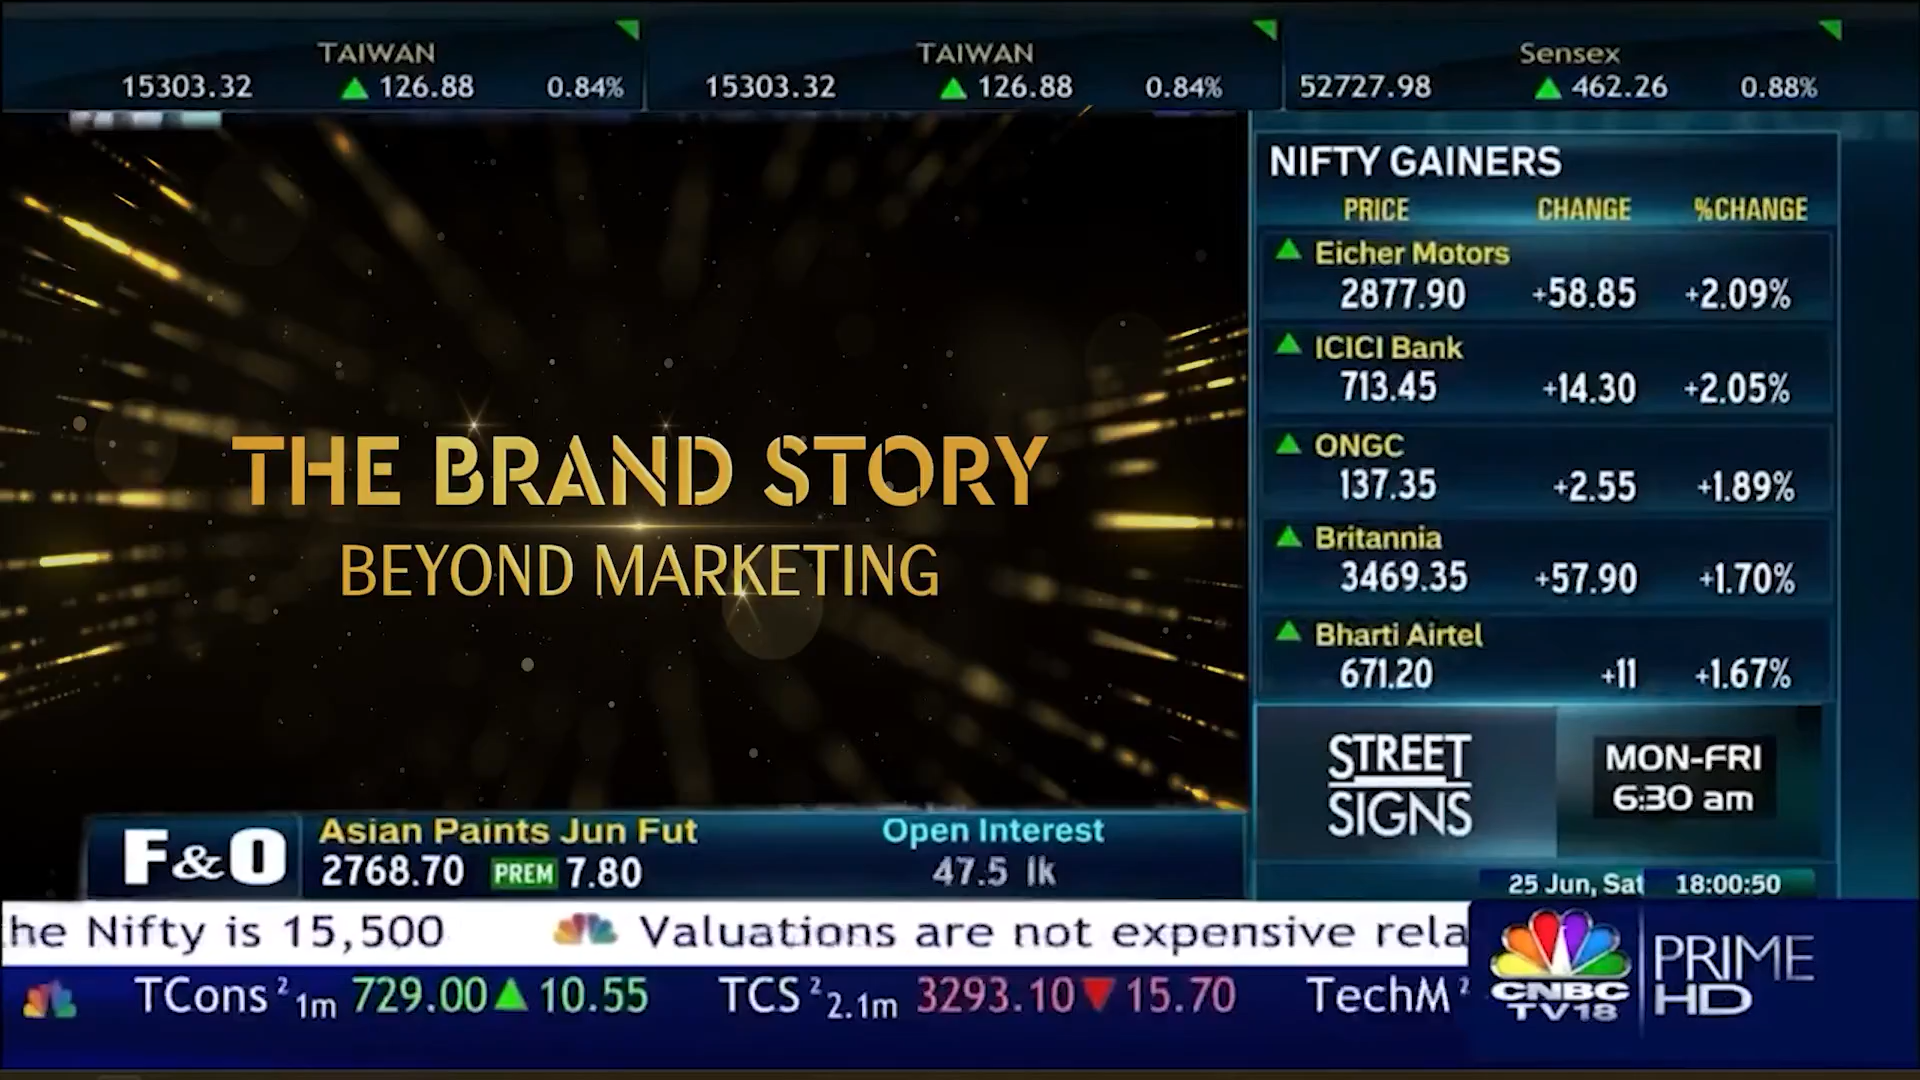 TAIWAN
15303.32 ▲ 126.88 0.84%
TAIWAN
15303.32 ▲ 126.88 0.84%
Sensex
52727.98 ▲ 462.26 0.88%
THE BRAND STORY
BEYOND MARKETING
NIFTY GAINERS
PRICE CHANGE %CHANGE
▲ Eicher Motors
2877.90 +58.85 +2.09%
▲ ICICI Bank
713.45 +14.30 +2.05%
▲ ONGC
137.35 +2.55 +1.89%
▲ Britannia
3469.35 +57.90 +1.70%
▲ Bharti Airtel
671.20 +11 +1.67%
STREET
SIGNS
MON-FRI
6:30 am
F&O
Asian Paints Jun Fut
2768.70 PREM 7.80
Open Interest
47.5 lk
25 Jun, Sat 18:00:50
he Nifty is 15,500 Valuations are not expensive rela
TCons ² 1m 729.00 ▲ 10.55 TCS ² 2.1m 3293.10 ▼ 15.70 TechM ²
CNBC
TV18
PRIME
HD